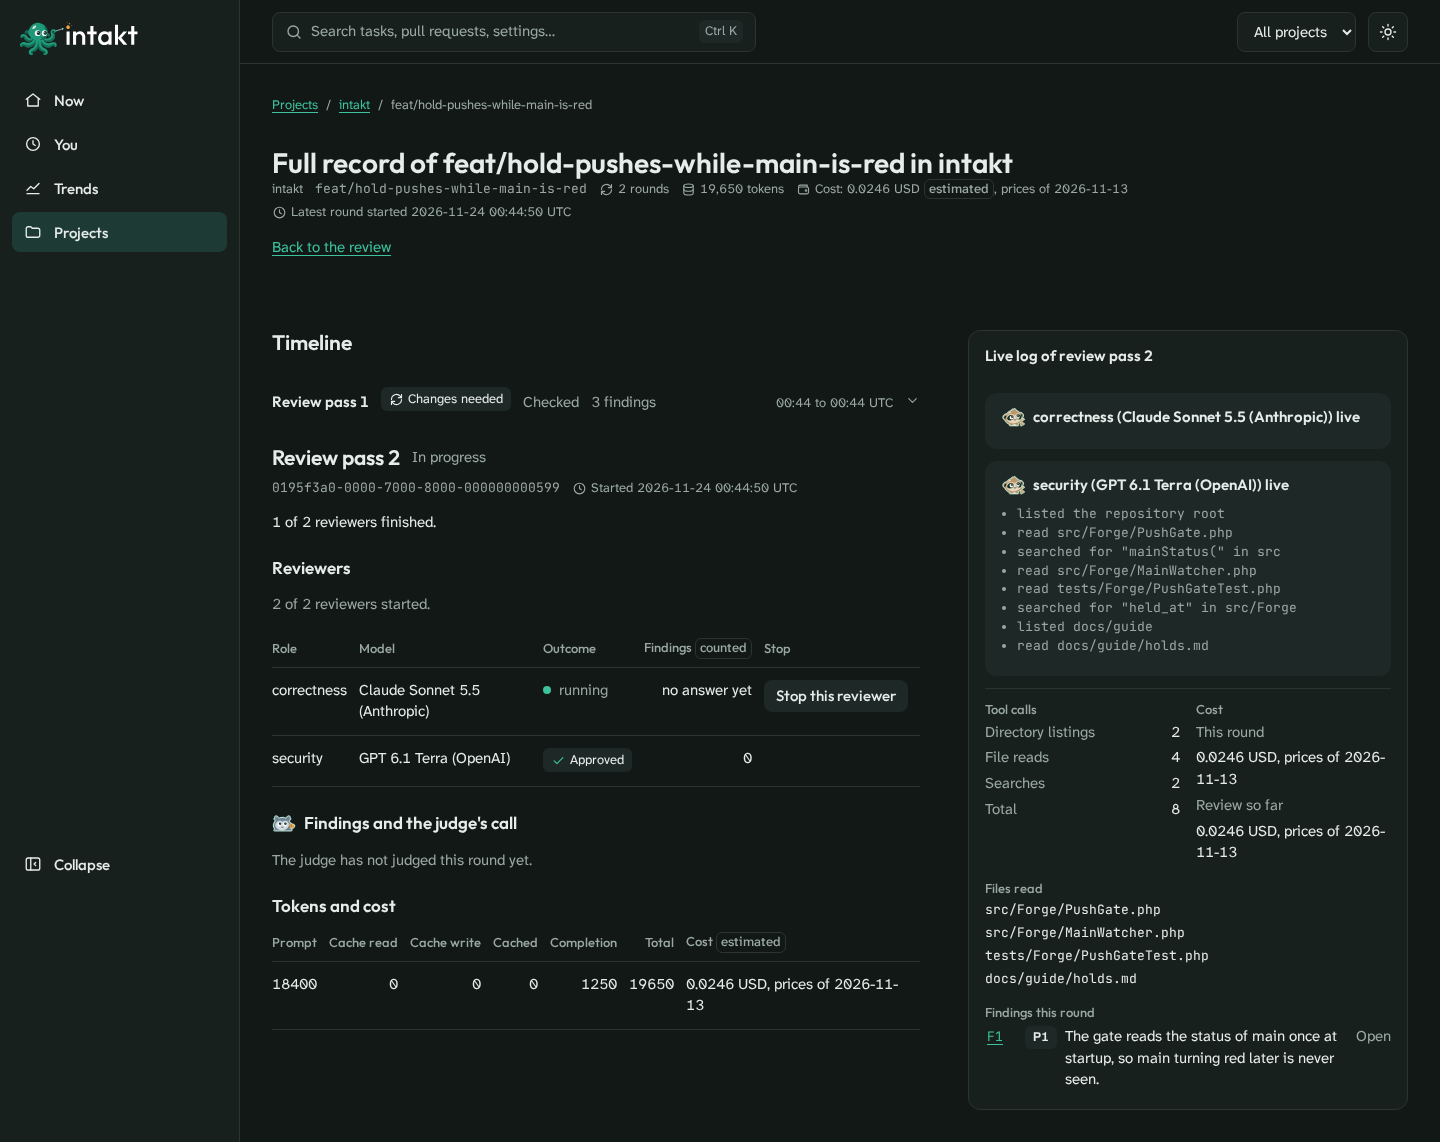 intakt
Search tasks, pull requests, settings...
Ctrl K
All projects
Now
You
Trends
Projects
Collapse
Projects / intakt / feat/hold-pushes-while-main-is-red
Full record of feat/hold-pushes-while-main-is-red in intakt
intakt feat/hold-pushes-while-main-is-red 2 rounds 19,650 tokens Cost: 0.0246 USD estimated, prices of 2026-11-13
Latest round started 2026-11-24 00:44:50 UTC
Back to the review
Timeline
Review pass 1 Changes needed Checked 3 findings 00:44 to 00:44 UTC
Review pass 2 In progress
0195f3a0-0000-7000-8000-000000000599 Started 2026-11-24 00:44:50 UTC
1 of 2 reviewers finished.
Reviewers
2 of 2 reviewers started.
Role Model Outcome Findings counted Stop
correctness Claude Sonnet 5.5 running no answer yet Stop this reviewer
(Anthropic)
security GPT 6.1 Terra (OpenAI) Approved 0
Findings and the judge's call
The judge has not judged this round yet.
Tokens and cost
Prompt Cache read Cache write Cached Completion Total Cost estimated
18400 0 0 0 1250 19650 0.0246 USD, prices of 2026-11-
13
Live log of review pass 2
correctness (Claude Sonnet 5.5 (Anthropic)) live
security (GPT 6.1 Terra (OpenAI)) live
• listed the repository root
• read src/Forge/PushGate.php
• searched for "mainStatus(" in src
• read src/Forge/MainWatcher.php
• read tests/Forge/PushGateTest.php
• searched for "held_at" in src/Forge
• listed docs/guide
• read docs/guide/holds.md
Tool calls
Directory listings 2
File reads 4
Searches 2
Total 8
Cost
This round
0.0246 USD, prices of 2026-
11-13
Review so far
0.0246 USD, prices of 2026-
11-13
Files read
src/Forge/PushGate.php
src/Forge/MainWatcher.php
tests/Forge/PushGateTest.php
docs/guide/holds.md
Findings this round
F1 P1 The gate reads the status of main once at Open
startup, so main turning red later is never
seen.